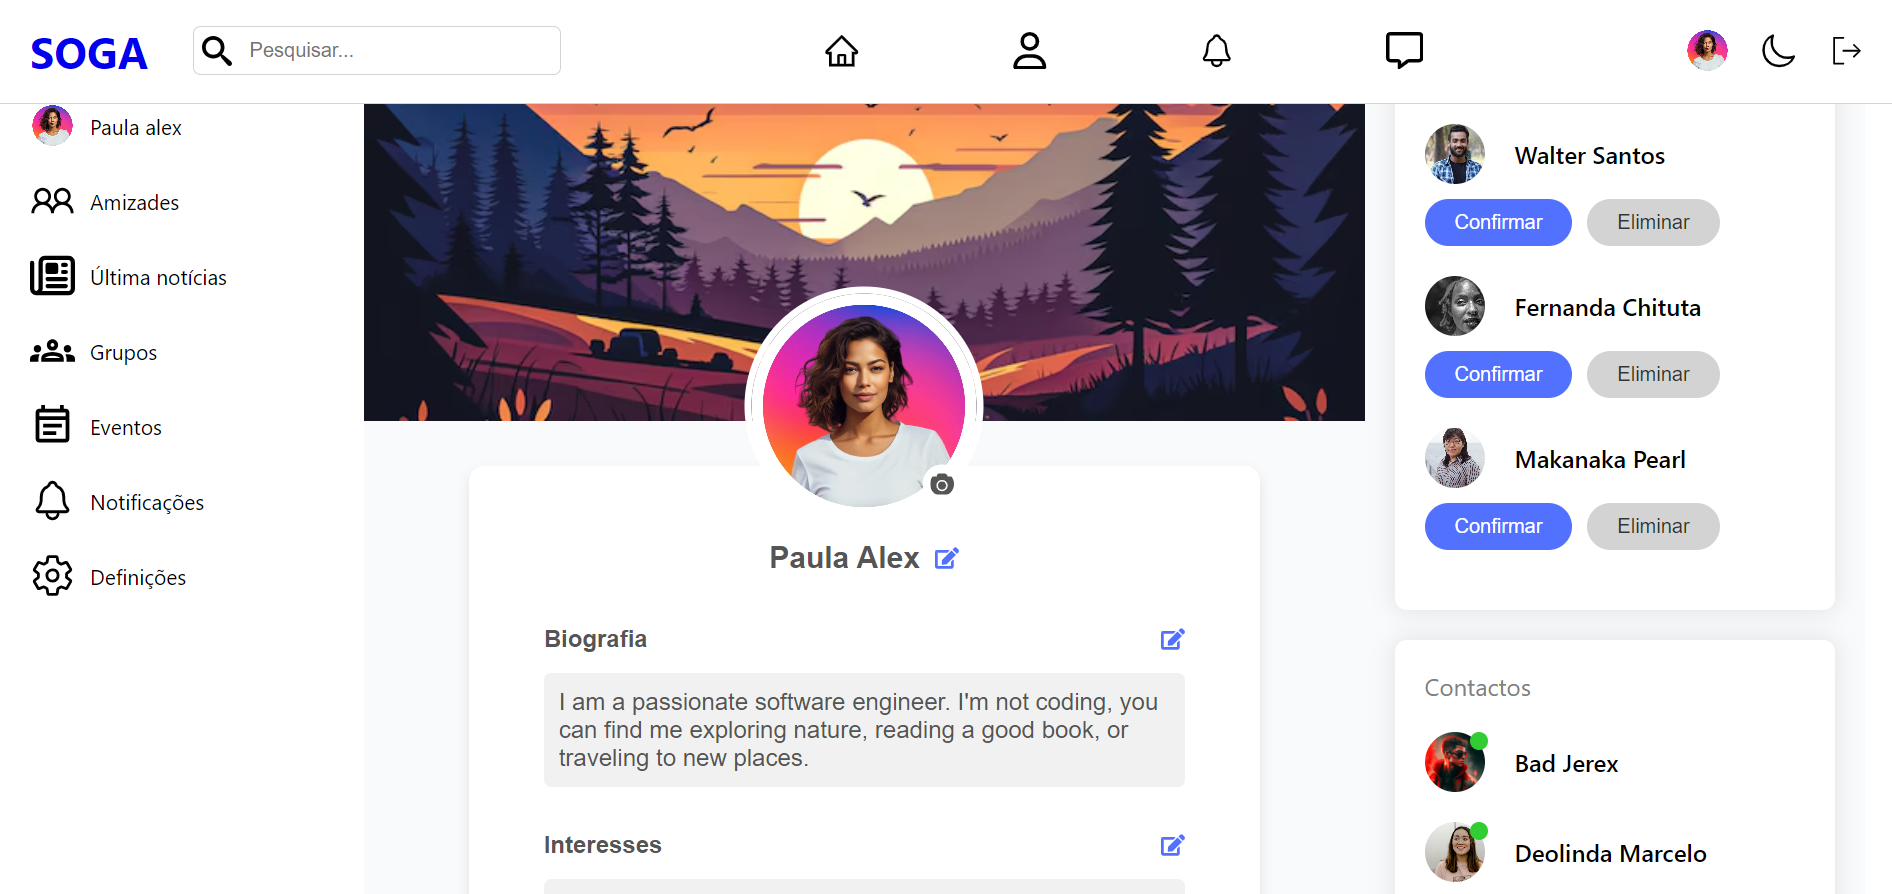 SOGA
Pesquisar...
Paula alex
Amizades
Última notícias
Grupos
Eventos
Notificações
Definições
Paula Alex
Biografia
I am a passionate software engineer. I'm not coding, you
can find me exploring nature, reading a good book, or
traveling to new places.
Interesses
Walter Santos
Confirmar
Eliminar
Fernanda Chituta
Confirmar
Eliminar
Makanaka Pearl
Confirmar
Eliminar
Contactos
Bad Jerex
Deolinda Marcelo